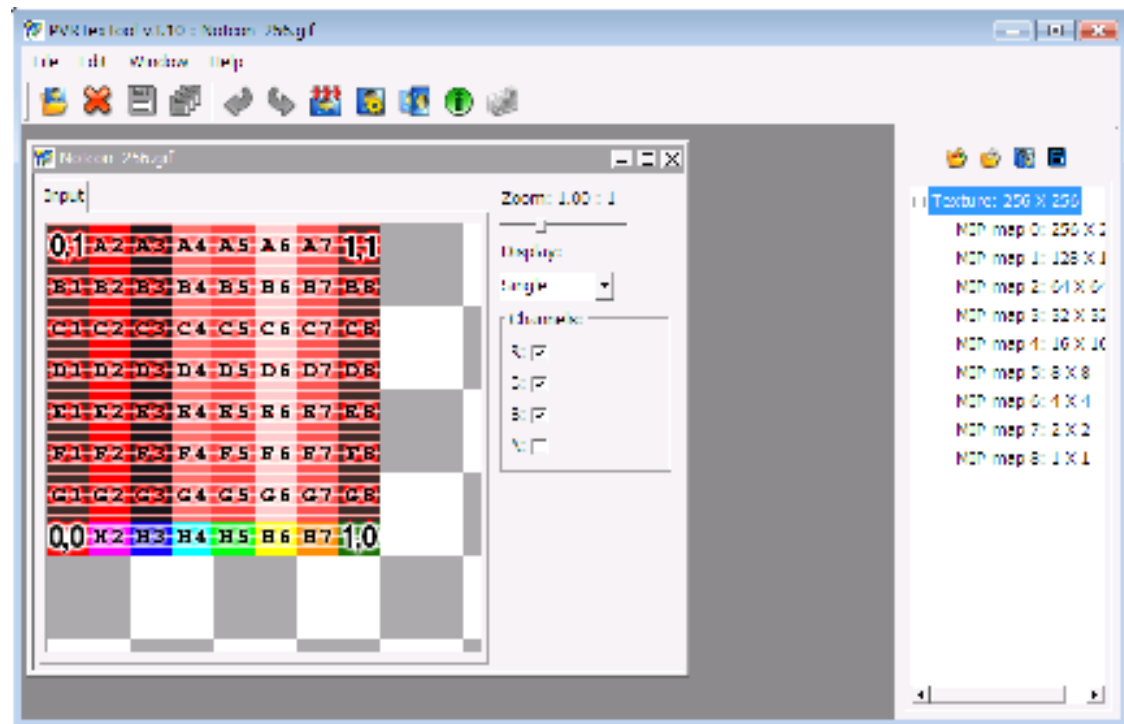 PVRTexTool v3.10 :: Notcon_256.gif
File Edit Window Help
Notcon_256.gif
Input
Zoom: 1.00 : 1
Display:
Single
Channels:
R:
G:
B:
A:
0,1 A2 A3 A4 A5 A6 A7 1,1
B1 B2 B3 B4 B5 B6 B7 B8
C1 C2 C3 C4 C5 C6 C7 C8
D1 D2 D3 D4 D5 D6 D7 D8
E1 E2 E3 E4 E5 E6 E7 E8
F1 F2 F3 F4 F5 F6 F7 F8
G1 G2 G3 G4 G5 G6 G7 G8
0,0 H2 H3 H4 H5 H6 H7 1,0
Texture: 256 X 256
MIP map 0: 256 X 2
MIP map 1: 128 X 1
MIP map 2: 64 X 64
MIP map 3: 32 X 32
MIP map 4: 16 X 16
MIP map 5: 8 X 8
MIP map 6: 4 X 4
MIP map 7: 2 X 2
MIP map 8: 1 X 1